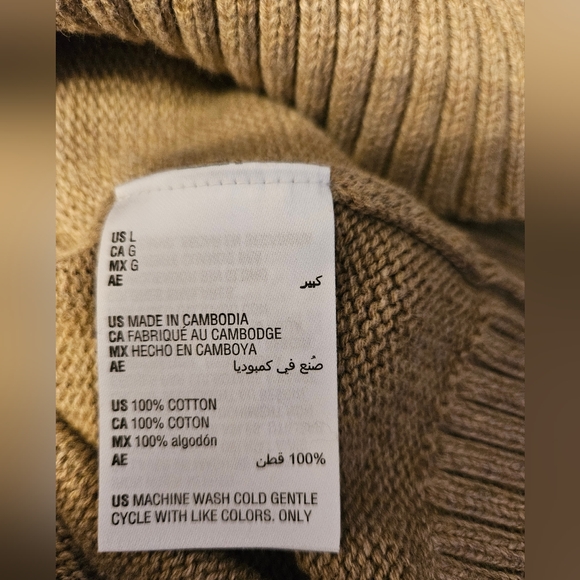 US L
CA G
MX G
AE كبير
US MADE IN CAMBODIA
CA FABRIQUÉ AU CAMBODGE
MX HECHO EN CAMBOYA
AE صُنع في كمبوديا
US 100% COTTON
CA 100% COTON
MX 100% algodón
AE 100% قطن
US MACHINE WASH COLD GENTLE
CYCLE WITH LIKE COLORS. ONLY